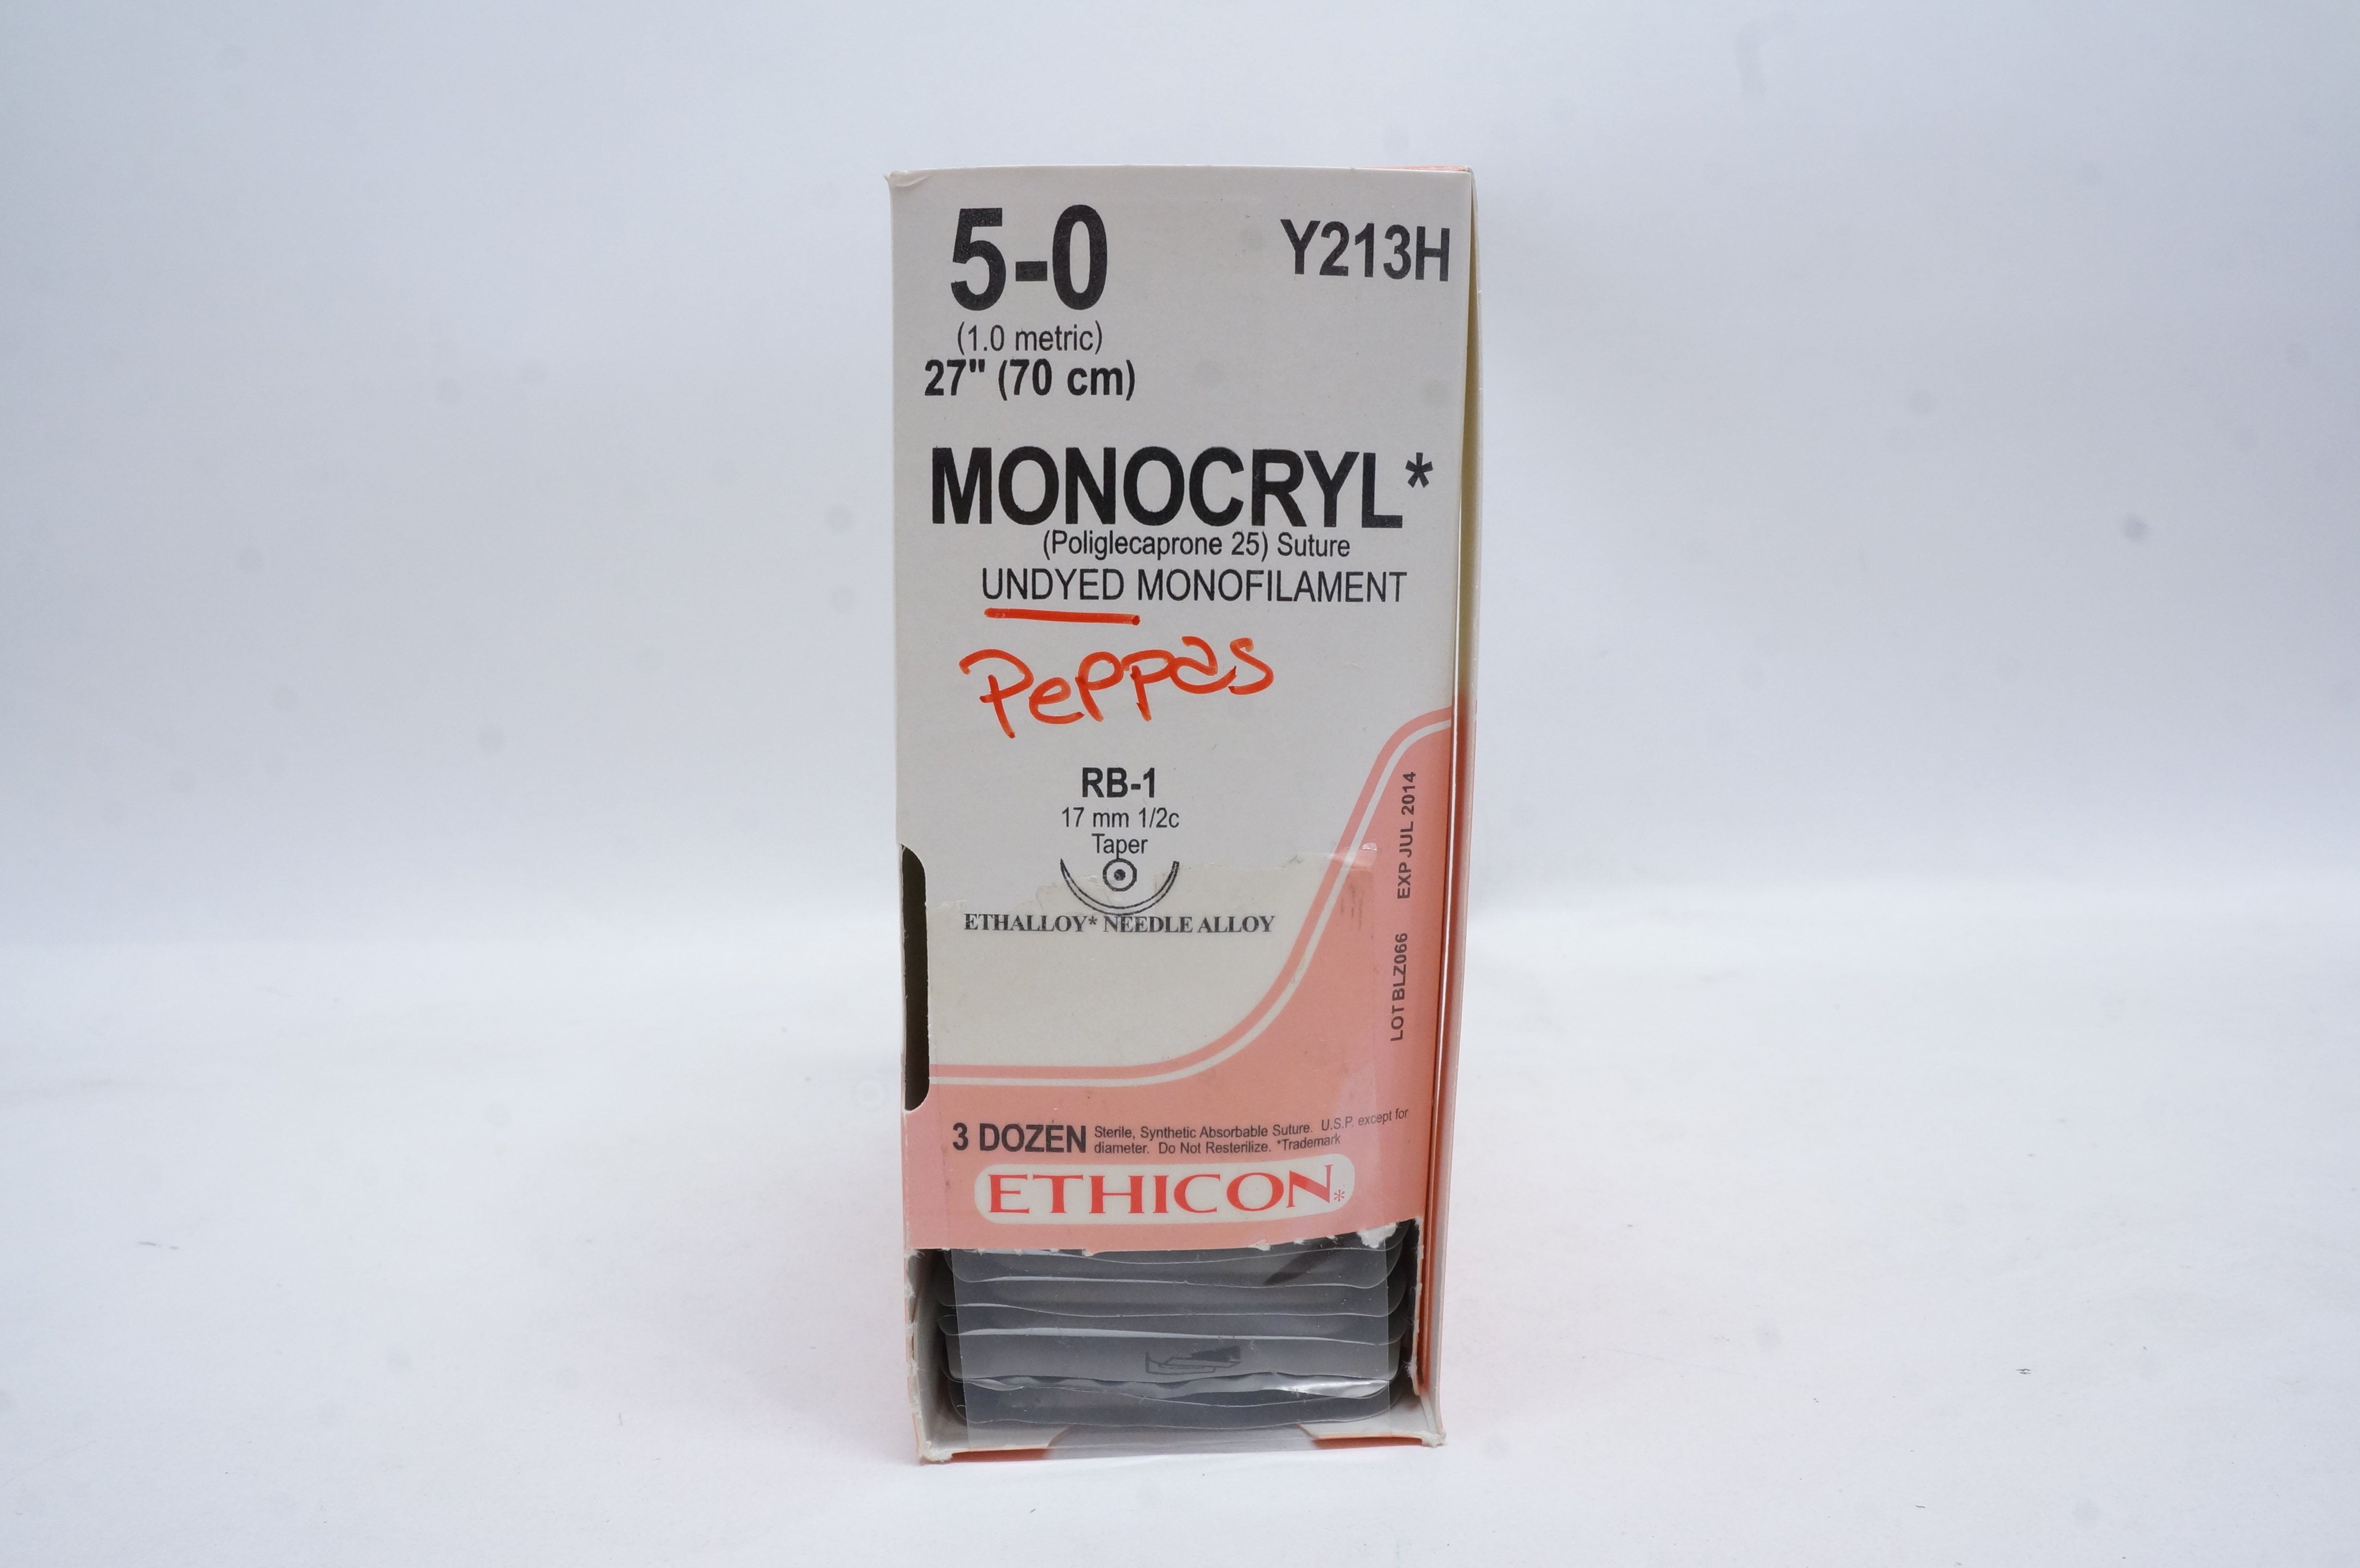 5-0
Y213H
(1.0 metric)
27" (70 cm)
MONOCRYL*
(Poliglecaprone 25) Suture
UNDYED MONOFILAMENT
Peppas
RB-1
17 mm 1/2c
Taper
ETHALLOY* NEEDLE ALLOY
LOT BLZ066 EXP JUL 2014
3 DOZEN
Sterile, Synthetic Absorbable Suture. U.S.P. except for
diameter. Do Not Resterilize. *Trademark
ETHICON*